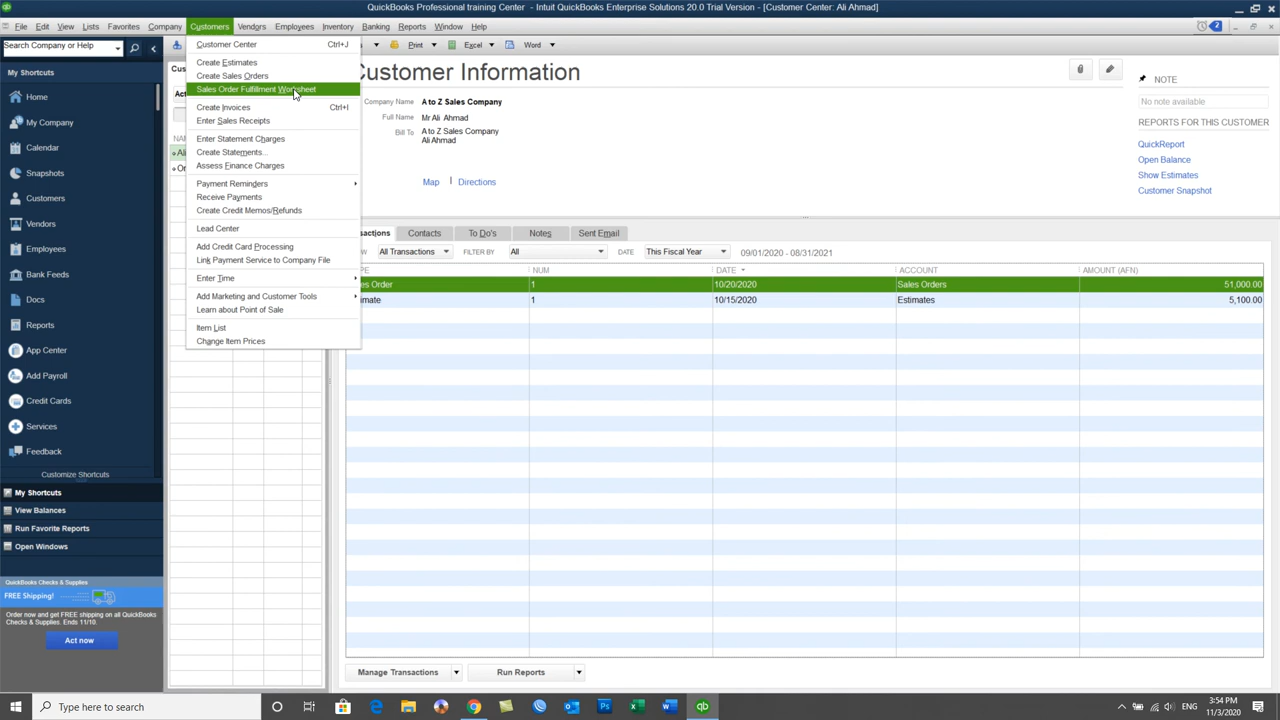 QuickBooks Professional training Center - Intuit QuickBooks Enterprise Solutions 20.0 Trial Version - [Customer Center: Ali Ahmad]
File Edit View Lists Favorites Company Customers Vendors Employees Inventory Banking Reports Window Help
2
Search Company or Help
Print Excel Word
My Shortcuts
Home
My Company
Calendar
Snapshots
Customers
Vendors
Employees
Bank Feeds
Docs
Reports
App Center
Add Payroll
Credit Cards
Services
Feedback
Customize Shortcuts
My Shortcuts
View Balances
Run Favorite Reports
Open Windows
QuickBooks Checks & Supplies
FREE Shipping!
Order now and get FREE shipping on all QuickBooks
Checks & Supplies. Ends 11/10.
Act now
Customer Center Ctrl+J
Create Estimates
Create Sales Orders
Sales Order Fulfillment Worksheet
Create Invoices Ctrl+I
Enter Sales Receipts
Enter Statement Charges
Create Statements...
Assess Finance Charges
Payment Reminders
Receive Payments
Create Credit Memos/Refunds
Lead Center
Add Credit Card Processing
Link Payment Service to Company File
Enter Time
Add Marketing and Customer Tools
Learn about Point of Sale
Item List
Change Item Prices
Cus
Act
NA
Ali
Or
Customer Information
Company Name A to Z Sales Company
Full Name Mr Ali Ahmad
Bill To A to Z Sales Company
Ali Ahmad
Map | Directions
NOTE
No note available
REPORTS FOR THIS CUSTOMER
QuickReport
Open Balance
Show Estimates
Customer Snapshot
actions Contacts To Do's Notes Sent Email
W All Transactions FILTER BY All DATE This Fiscal Year 09/01/2020 - 08/31/2021
PE NUM DATE ACCOUNT AMOUNT (AFN)
es Order 1 10/20/2020 Sales Orders 51,000.00
imate 1 10/15/2020 Estimates 5,100.00
Manage Transactions Run Reports
Type here to search
ENG
3:54 PM
11/3/2020